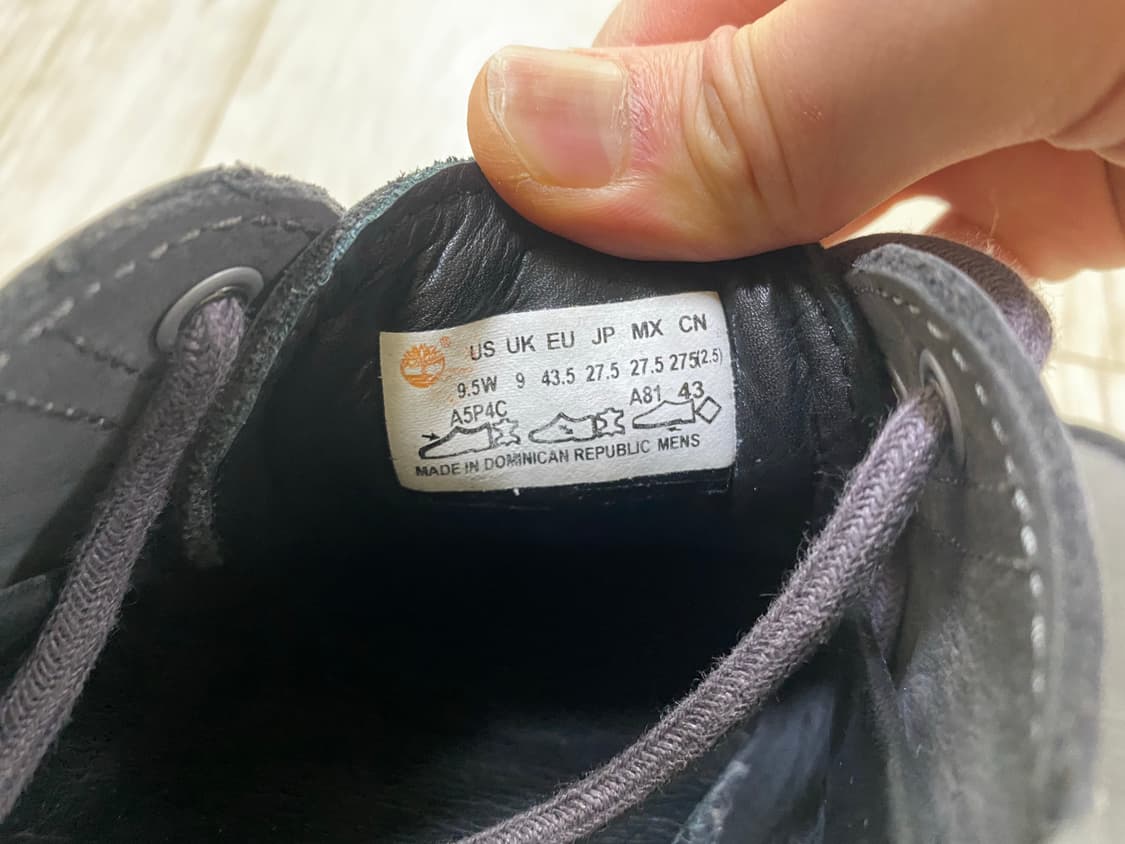 ® US UK EU JP MX CN
9.5W 9 43.5 27.5 27.5 275(2.5)
A5P4C A81 43
MADE IN DOMINICAN REPUBLIC MENS